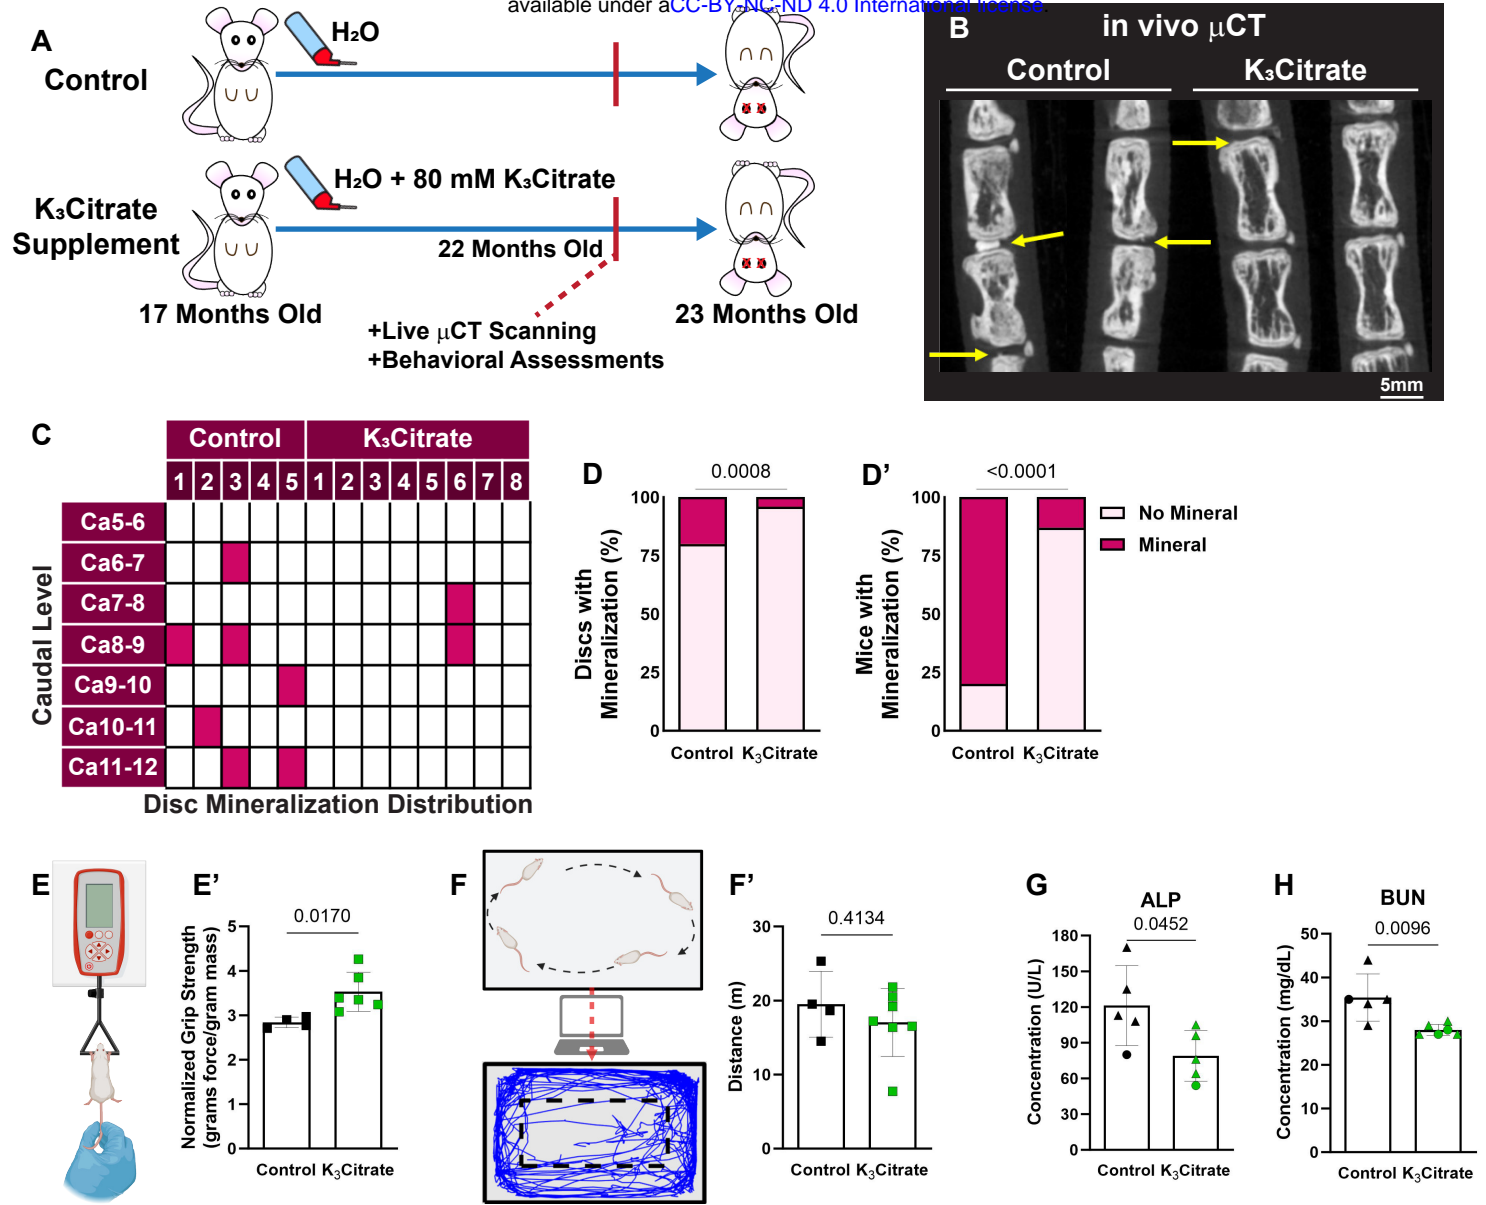 available under aCC-BY-NC-ND 4.0 International license.
A
Control
H₂O
K₃Citrate
Supplement
H₂O + 80 mM K₃Citrate
22 Months Old
17 Months Old
23 Months Old
+Live μCT Scanning
+Behavioral Assessments
B
in vivo μCT
Control
K₃Citrate
5mm
C
Control K₃Citrate
1 2 3 4 5 1 2 3 4 5 6 7 8
Caudal Level
Ca5-6
Ca6-7
Ca7-8
Ca8-9
Ca9-10
Ca10-11
Ca11-12
Disc Mineralization Distribution
D
0.0008
Discs with
Mineralization (%)
100
75
50
25
0
Control K₃Citrate
D’
<0.0001
Mice with
Mineralization (%)
100
75
50
25
0
Control K₃Citrate
No Mineral
Mineral
E
E’
0.0170
Normalized Grip Strength
(grams force/gram mass)
5
4
3
2
1
0
Control K₃Citrate
F
F’
0.4134
Distance (m)
30
20
10
0
Control K₃Citrate
G
ALP
0.0452
Concentration (U/L)
180
150
120
90
60
30
0
Control K₃Citrate
H
BUN
0.0096
Concentration (mg/dL)
50
40
30
20
10
0
Control K₃Citrate